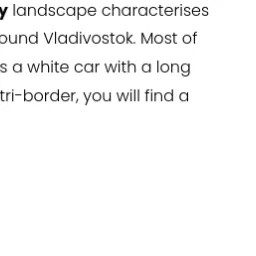 y landscape characterises
ound Vladivostok. Most of
s a white car with a long
tri-border, you will find a